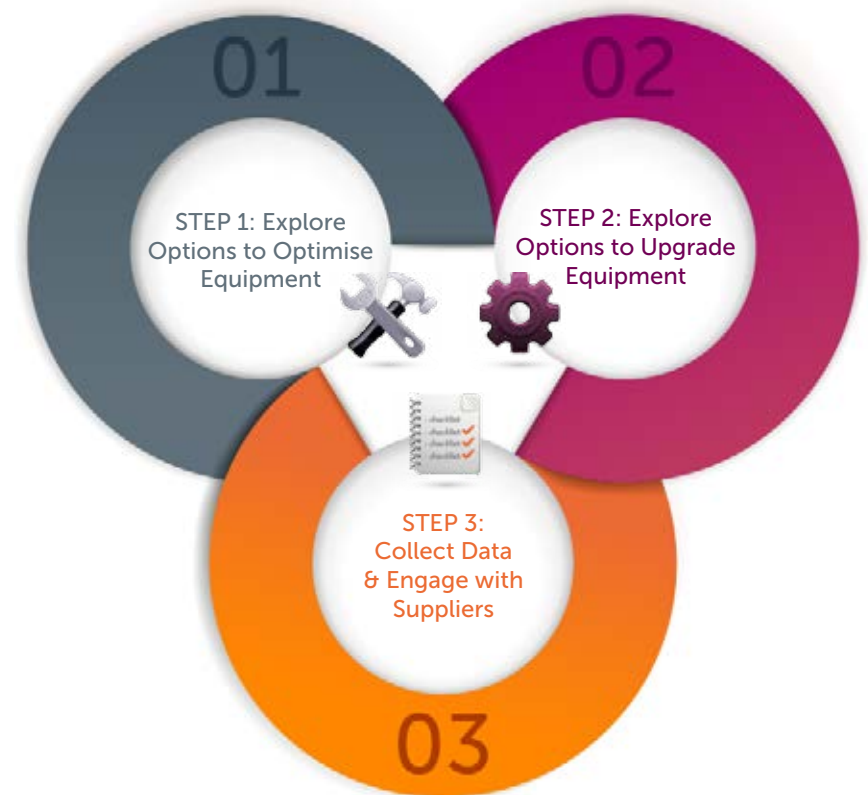 01
02
STEP 1: Explore
Options to Optimise
Equipment
STEP 2: Explore
Options to Upgrade
Equipment
STEP 3:
Collect Data
& Engage with
Suppliers
03